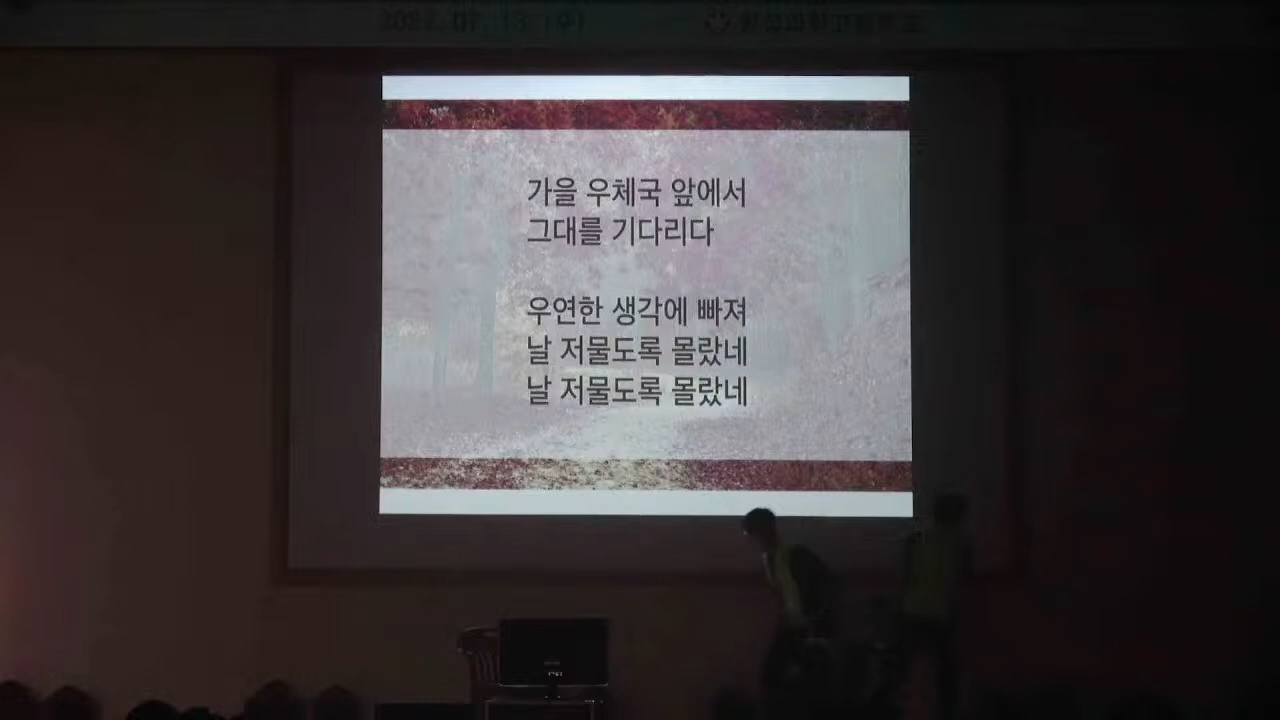 가을 우체국 앞에서
그대를 기다리다
우연한 생각에 빠져
날 저물도록 몰랐네
날 저물도록 몰랐네